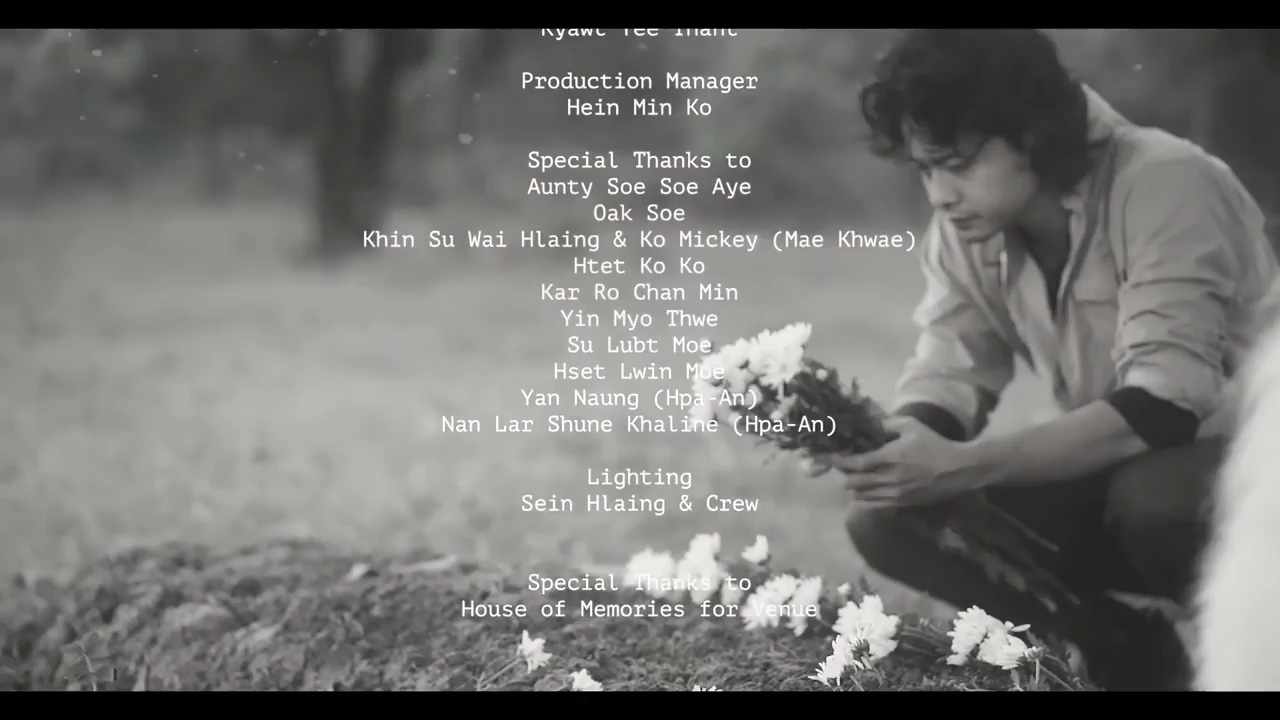 Production Manager
Hein Min Ko
Special Thanks to
Aunty Soe Soe Aye
Oak Soe
Khin Su Wai Hlaing & Ko Mickey (Mae Khwae)
Htet Ko Ko
Kar Ro Chan Min
Yin Myo Thwe
Su Lubt Moe
Hset Lwin Moe
Yan Naung (Hpa-An)
Nan Lar Shune Khaline (Hpa-An)
Lighting
Sein Hlaing & Crew
Special Thanks to
House of Memories for Venue